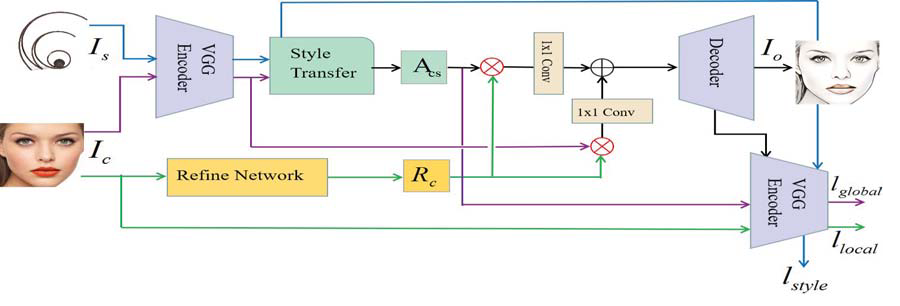 I_s
VGG
Encoder
Style
Transfer
A_cs
1x1 Conv
1x1 Conv
Decoder
I_o
I_c
Refine Network
R_c
VGG
Encoder
l_global
l_local
l_style